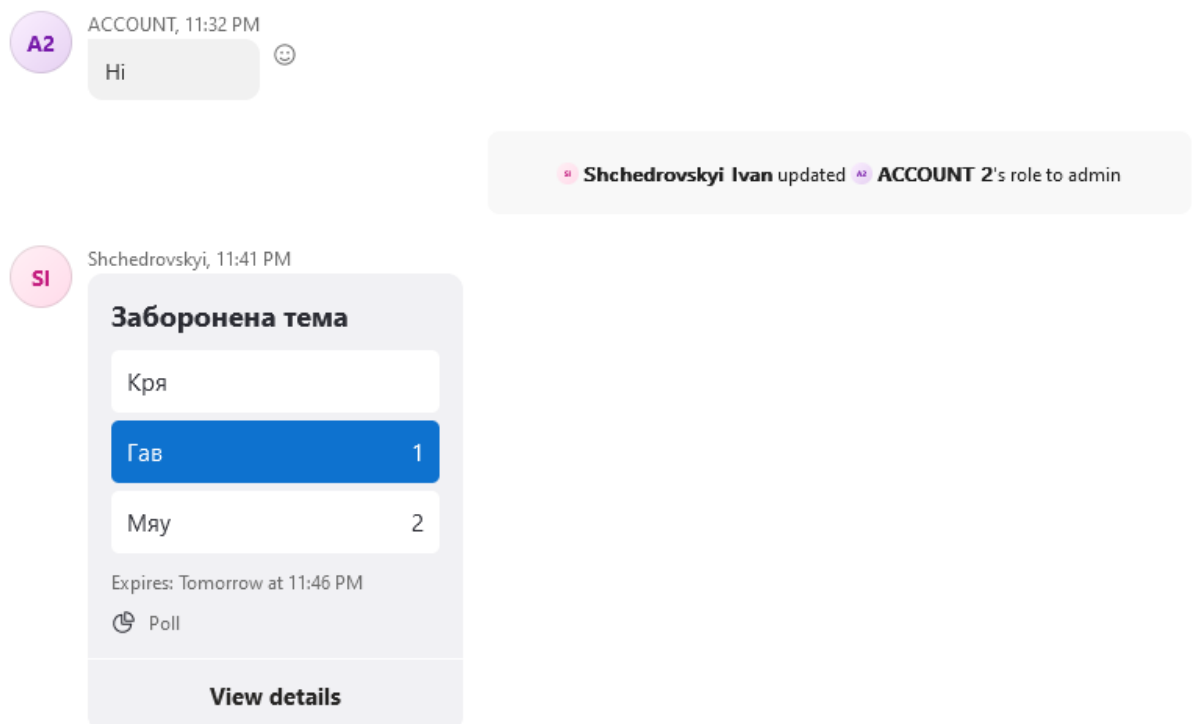 ACCOUNT, 11:32 PM
A2
Hi
SI Shchedrovskyi Ivan updated A2 ACCOUNT 2's role to admin
Shchedrovskyi, 11:41 PM
SI
Заборонена тема
Кря
Гав 1
Мяу 2
Expires: Tomorrow at 11:46 PM
Poll
View details